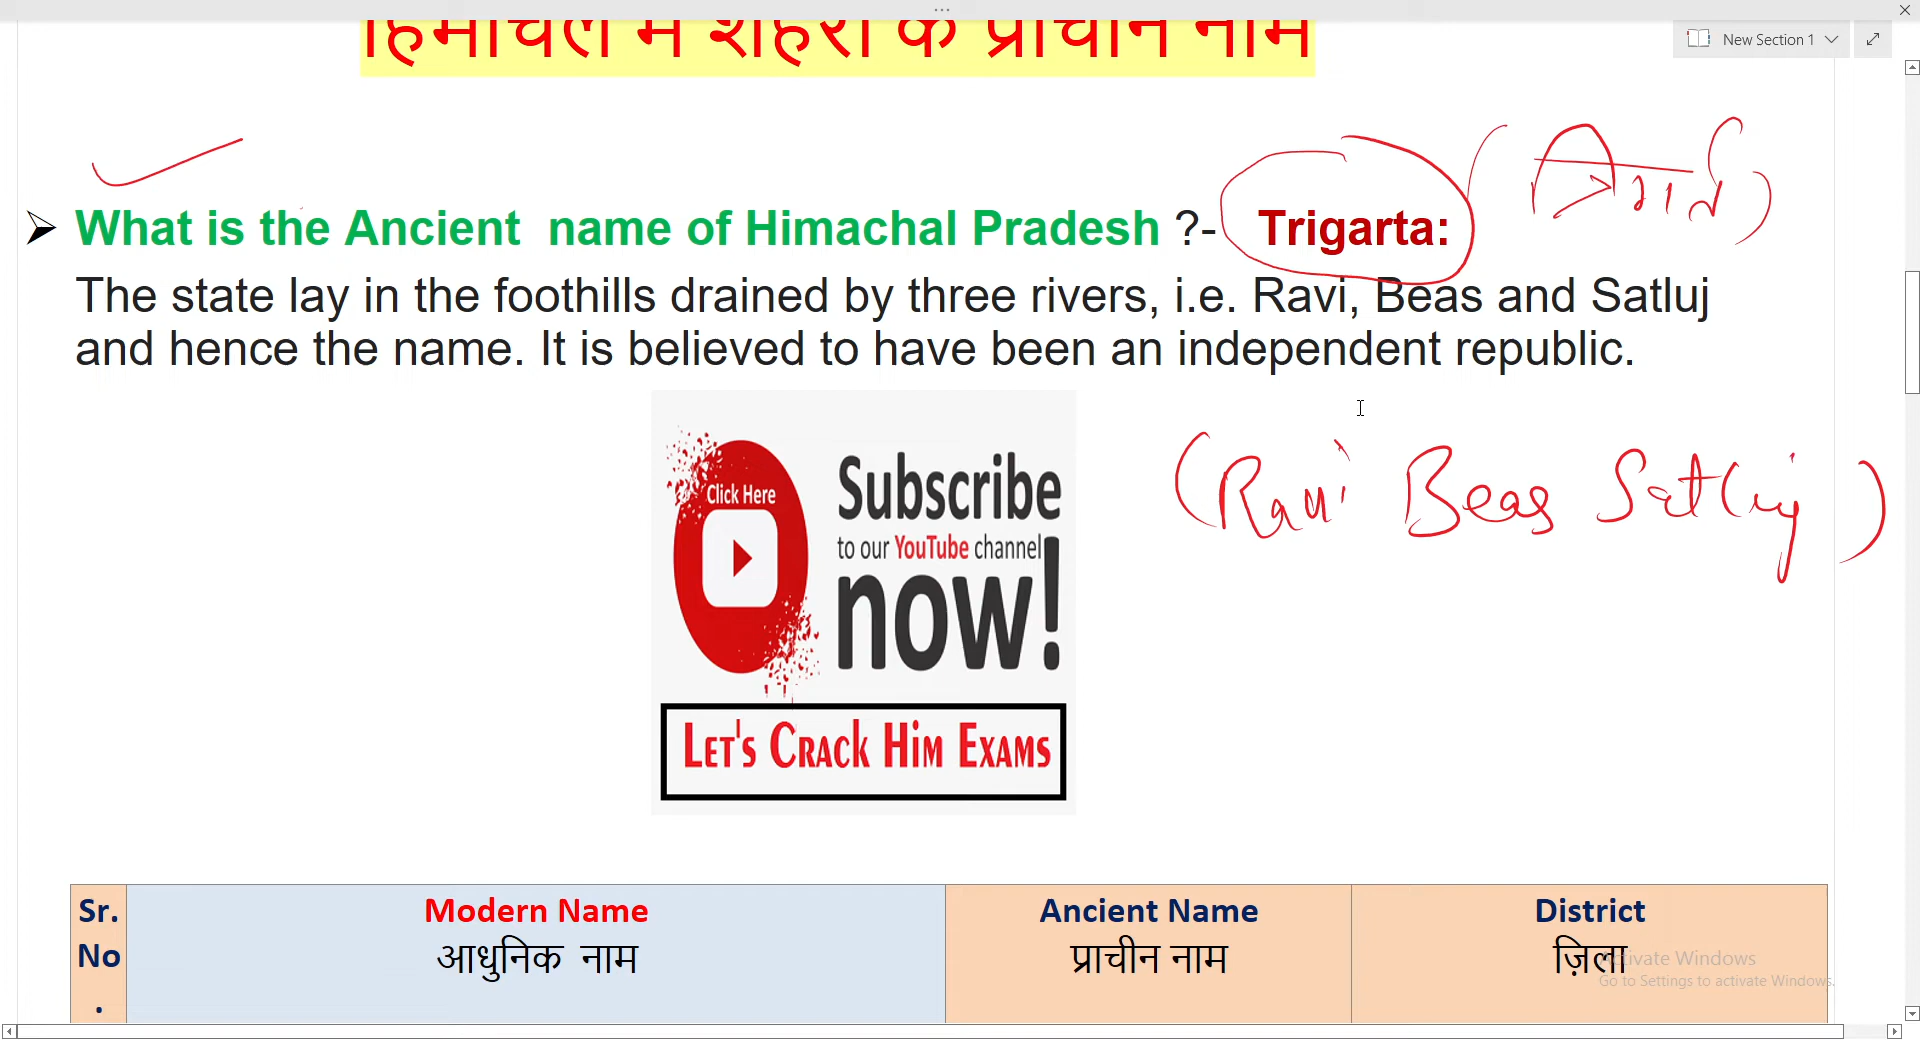 हिमाचल में शहरों के प्राचीन नाम
New Section 1
(त्रिगर्त)
➢ What is the Ancient name of Himachal Pradesh ?- Trigarta:
The state lay in the foothills drained by three rivers, i.e. Ravi, Beas and Satluj
and hence the name. It is believed to have been an independent republic.
(Ravi Beas Satluj)
Click Here
Subscribe
to our YouTube channel
now!
LET'S CRACK HIM EXAMS
Sr. No . Modern Name Ancient Name District
आधुनिक नाम प्राचीन नाम ज़िला
Activate Windows
Go to Settings to activate Windows.